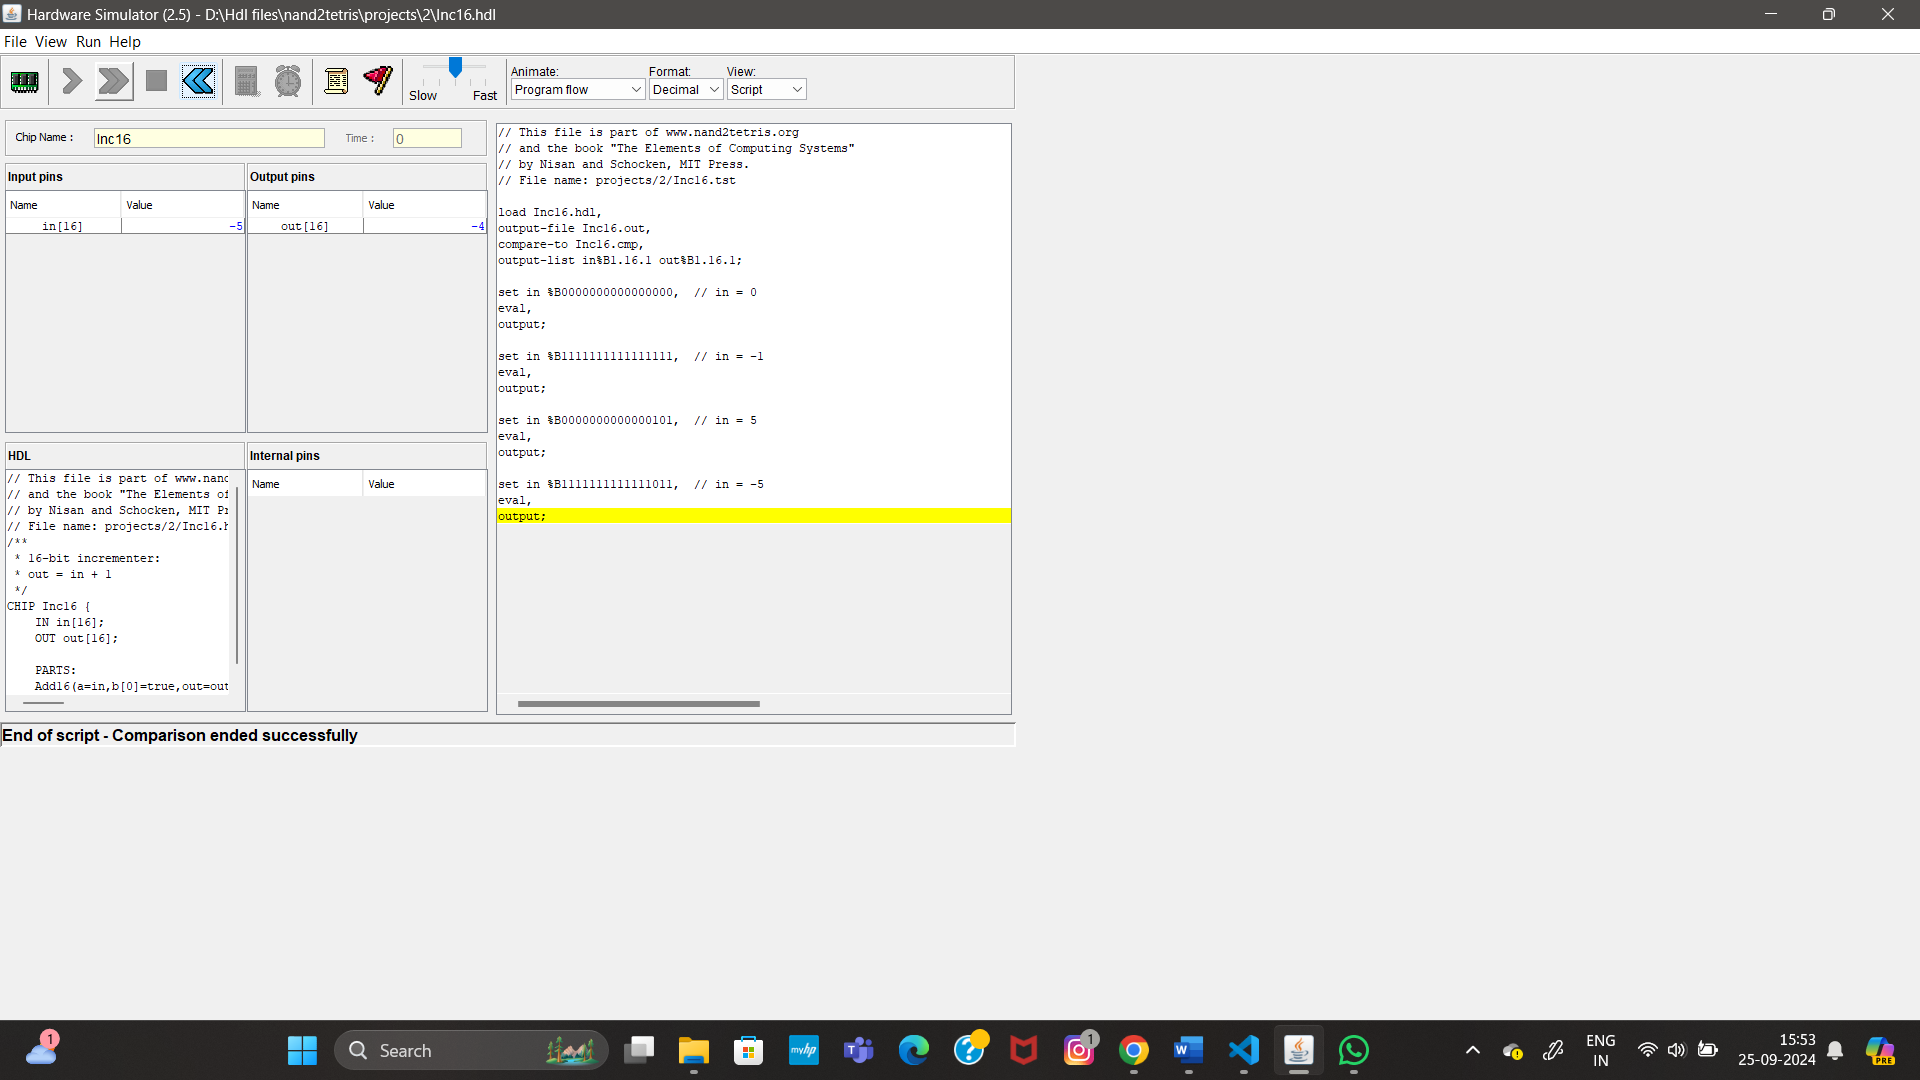 Hardware Simulator (2.5) - D:\Hdl files\nand2tetris\projects\2\Inc16.hdl
File View Run Help
Slow Fast
Animate:
Program flow
Format:
Decimal
View:
Script
Chip Name :
Inc16
Time :
0
Input pins
Name Value
in[16] -5
Output pins
Name Value
out[16] -4
HDL
// This file is part of www.nand
// and the book "The Elements of
// by Nisan and Schocken, MIT Pr
// File name: projects/2/Inc16.h
/**
* 16-bit incrementer:
* out = in + 1
*/
CHIP Inc16 {
IN in[16];
OUT out[16];
PARTS:
Add16(a=in,b[0]=true,out=out
Internal pins
Name Value
// This file is part of www.nand2tetris.org
// and the book "The Elements of Computing Systems"
// by Nisan and Schocken, MIT Press.
// File name: projects/2/Inc16.tst
load Inc16.hdl,
output-file Inc16.out,
compare-to Inc16.cmp,
output-list in%B1.16.1 out%B1.16.1;
set in %B0000000000000000,  // in = 0
eval,
output;
set in %B1111111111111111,  // in = -1
eval,
output;
set in %B0000000000000101,  // in = 5
eval,
output;
set in %B1111111111111011,  // in = -5
eval,
output;
End of script - Comparison ended successfully
1
Search
myhp
1
ENG
IN
15:53
25-09-2024
PRE